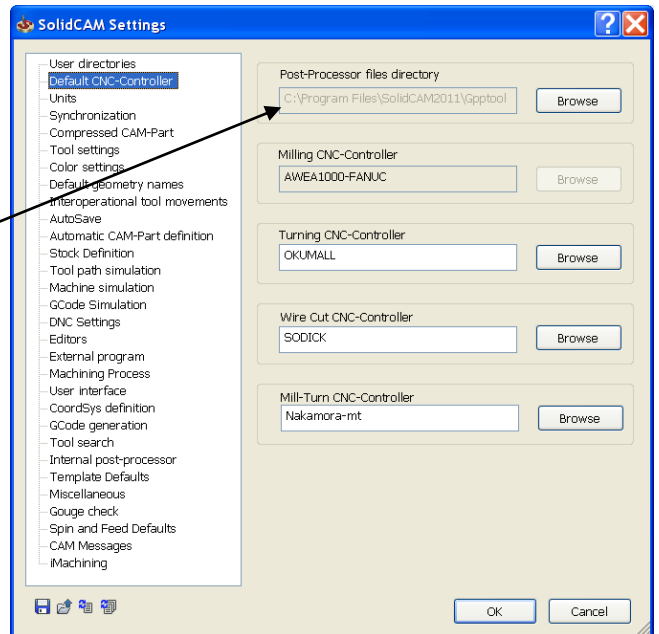 SolidCAM Settings
User directories
Default CNC-Controller
Units
Synchronization
Compressed CAM-Part
Tool settings
Color settings
Default geometry names
Interoperational tool movements
AutoSave
Automatic CAM-Part definition
Stock Definition
Tool path simulation
Machine simulation
GCode Simulation
DNC Settings
Editors
External program
Machining Process
User interface
CoordSys definition
GCode generation
Tool search
Internal post-processor
Template Defaults
Miscellaneous
Gouge check
Spin and Feed Defaults
CAM Messages
iMachining
Post-Processor files directory
C:\Program Files\SolidCAM2011\Gpptool
Browse
Milling CNC-Controller
AWEA1000-FANUC
Browse
Turning CNC-Controller
OKUMALL
Browse
Wire Cut CNC-Controller
SODICK
Browse
Mill-Turn CNC-Controller
Nakamora-mt
Browse
OK
Cancel